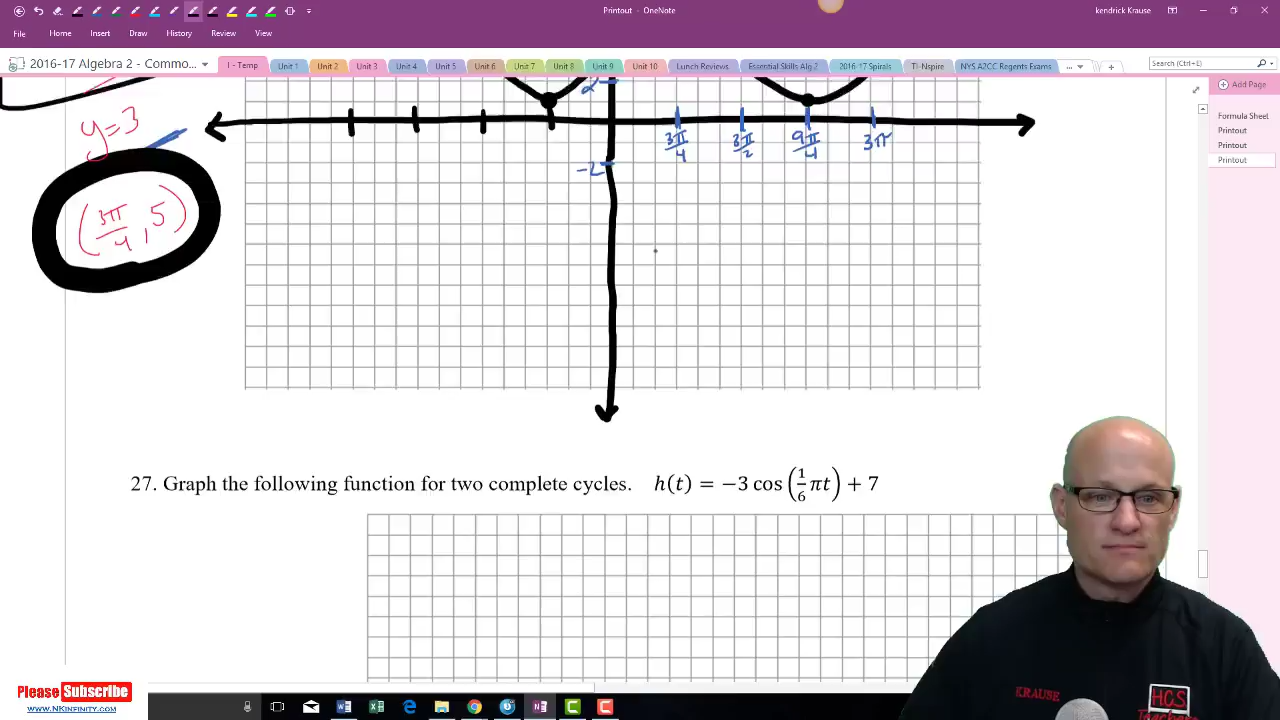 Printout - OneNote
kendrick Krause
File Home Insert Draw History Review View
2016-17 Algebra 2 - Commo... I - Temp Unit 1 Unit 2 Unit 3 Unit 4 Unit 5 Unit 6 Unit 7 Unit 8 Unit 9 Unit 10 Lunch Reviews. Essential Skills Alg 2 2016-17 Spirals TI-Nspire NYS A2CC Regents Exams ... Search (Ctrl+E)
Add Page
Formula Sheet
Printout
Printout
Printout
2
y=3
3π/4 3π/2 9π/4 3π
-2
(3π/4, 5)
27. Graph the following function for two complete cycles. h(t) = −3 cos(1/6 πt) + 7
Please Subscribe
www.NKinfinity.com
KRAUSE
HCS
Teachers